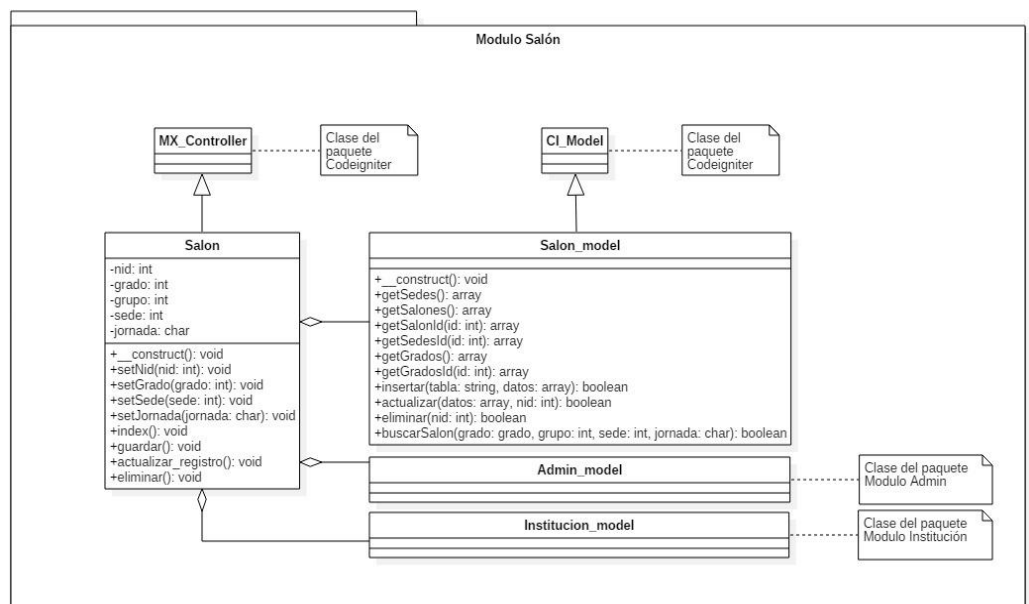 Modulo Salón
MX_Controller
Clase del
paquete
Codeigniter
CI_Model
Clase del
paquete
Codeigniter
Salon
-nid: int
-grado: int
-grupo: int
-sede: int
-jornada: char
+__construct(): void
+setNid(nid: int): void
+setGrado(grado: int): void
+setSede(sede: int): void
+setJornada(jornada: char): void
+index(): void
+guardar(): void
+actualizar_registro(): void
+eliminar(): void
Salon_model
+__construct(): void
+getSedes(): array
+getSalones(): array
+getSalonId(id: int): array
+getSedesId(id: int): array
+getGrados(): array
+getGradosId(id: int): array
+insertar(tabla: string, datos: array): boolean
+actualizar(datos: array, nid: int): boolean
+eliminar(nid: int): boolean
+buscarSalon(grado: grado, grupo: int, sede: int, jornada: char): boolean
Admin_model
Clase del paquete
Modulo Admin
Institucion_model
Clase del paquete
Modulo Institución